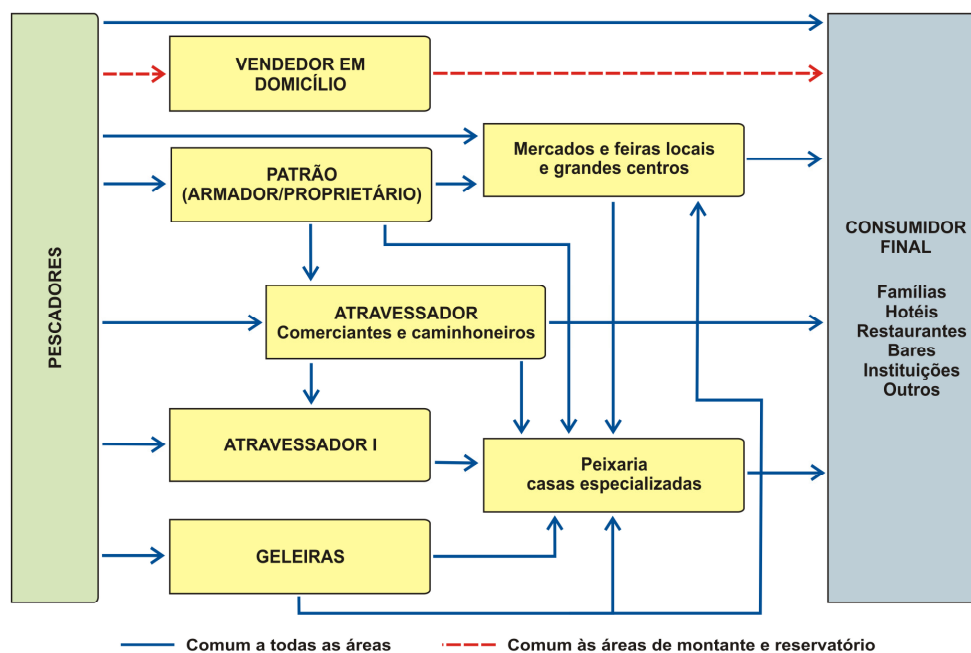 PESCADORES
VENDEDOR EM
DOMICÍLIO
PATRÃO
(ARMADOR/PROPRIETÁRIO)
Mercados e feiras locais
e grandes centros
ATRAVESSADOR
Comerciantes e caminhoneiros
ATRAVESSADOR I
Peixaria
casas especializadas
GELEIRAS
CONSUMIDOR
FINAL
Famílias
Hotéis
Restaurantes
Bares
Instituições
Outros
Comum a todas as áreas
Comum às áreas de montante e reservatório